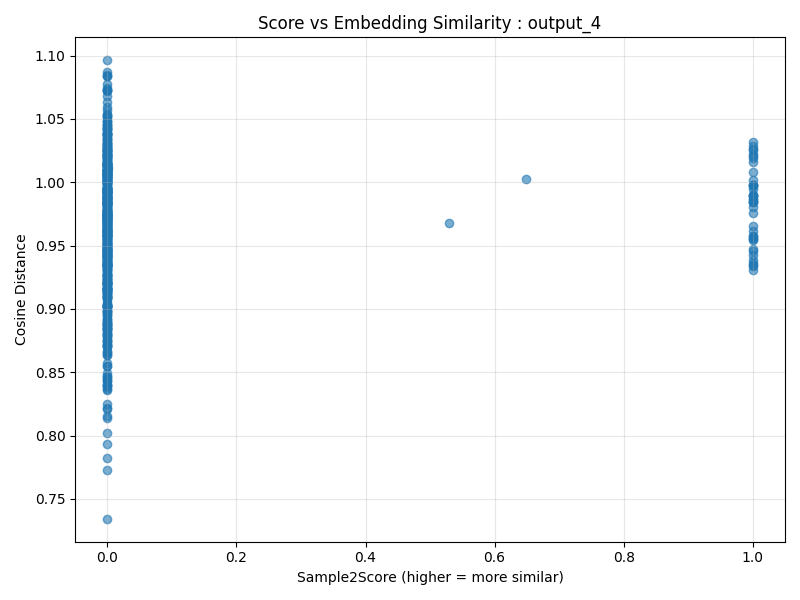 Score vs Embedding Similarity : output_4
Cosine Distance
1.10
1.05
1.00
0.95
0.90
0.85
0.80
0.75
0.0 0.2 0.4 0.6 0.8 1.0
Sample2Score (higher = more similar)